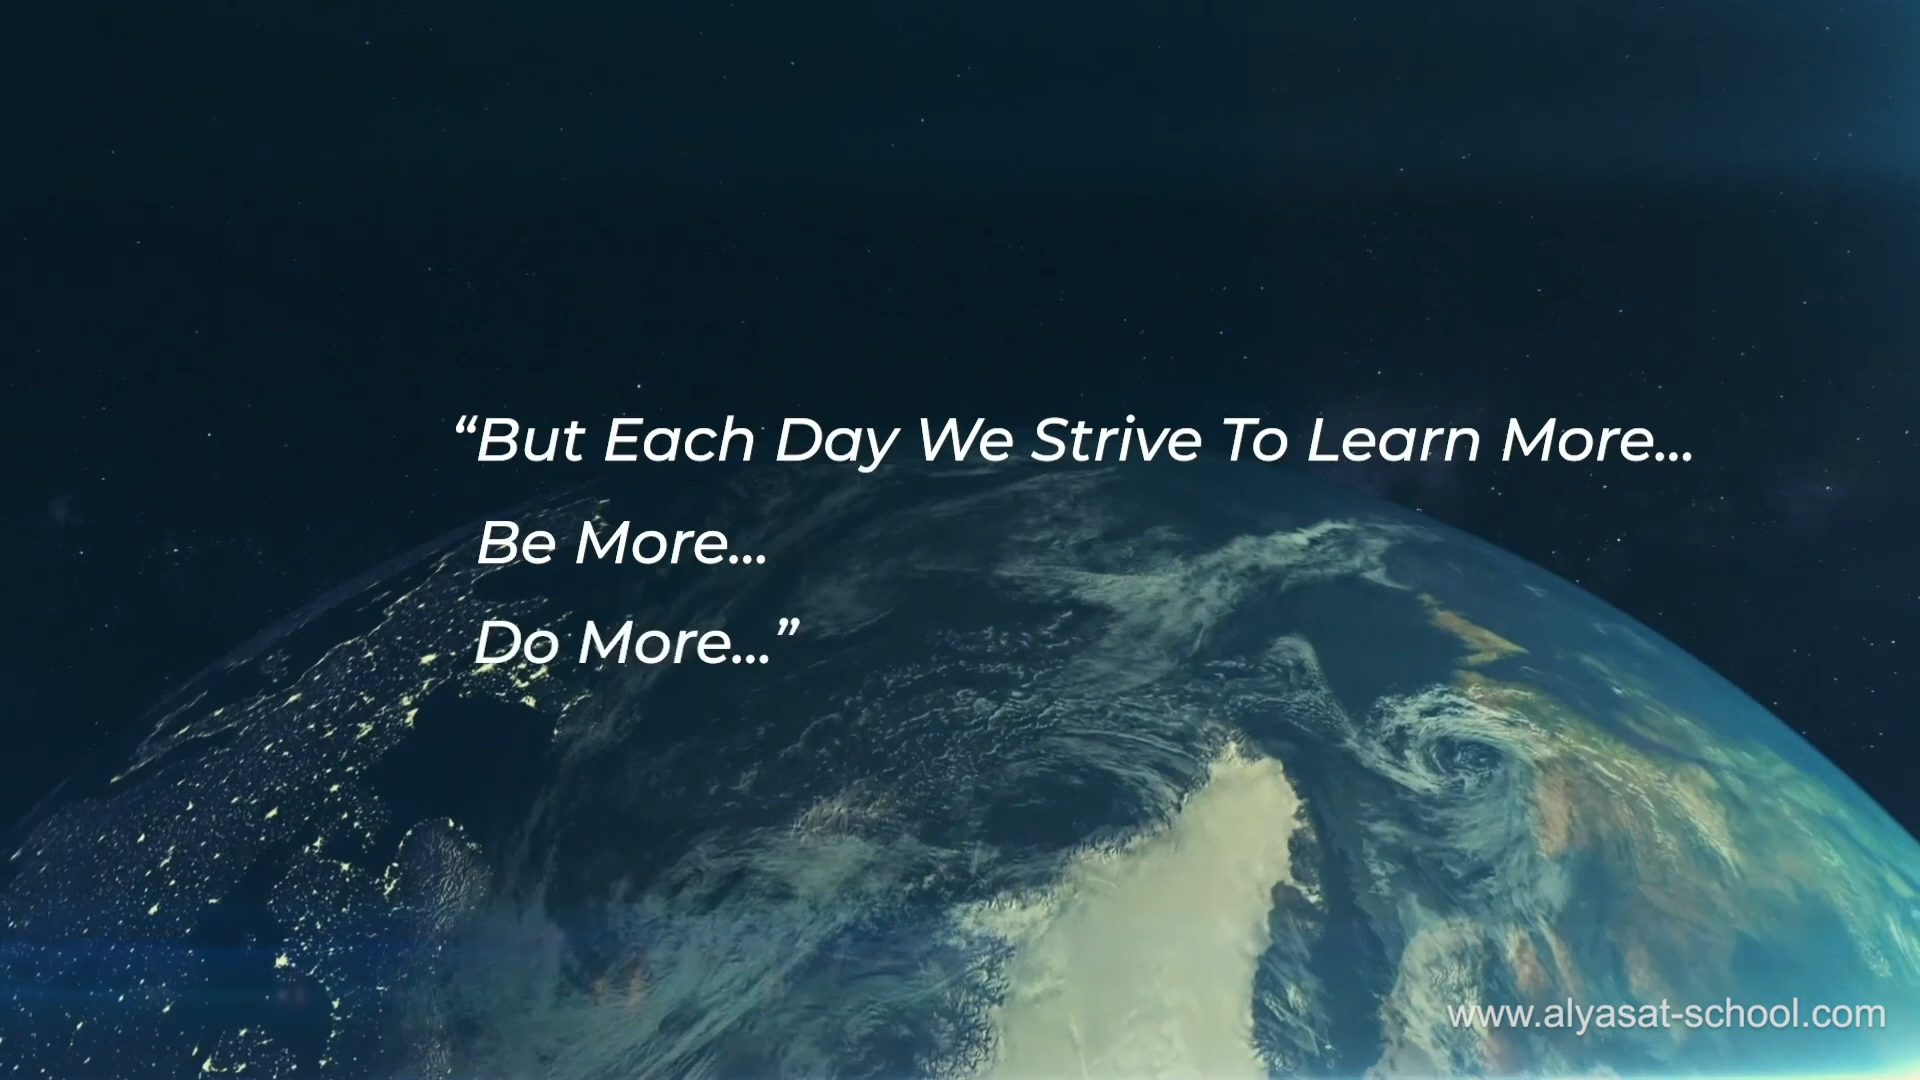 “But Each Day We Strive To Learn More...
Be More...
Do More...”
www.alyasat-school.com